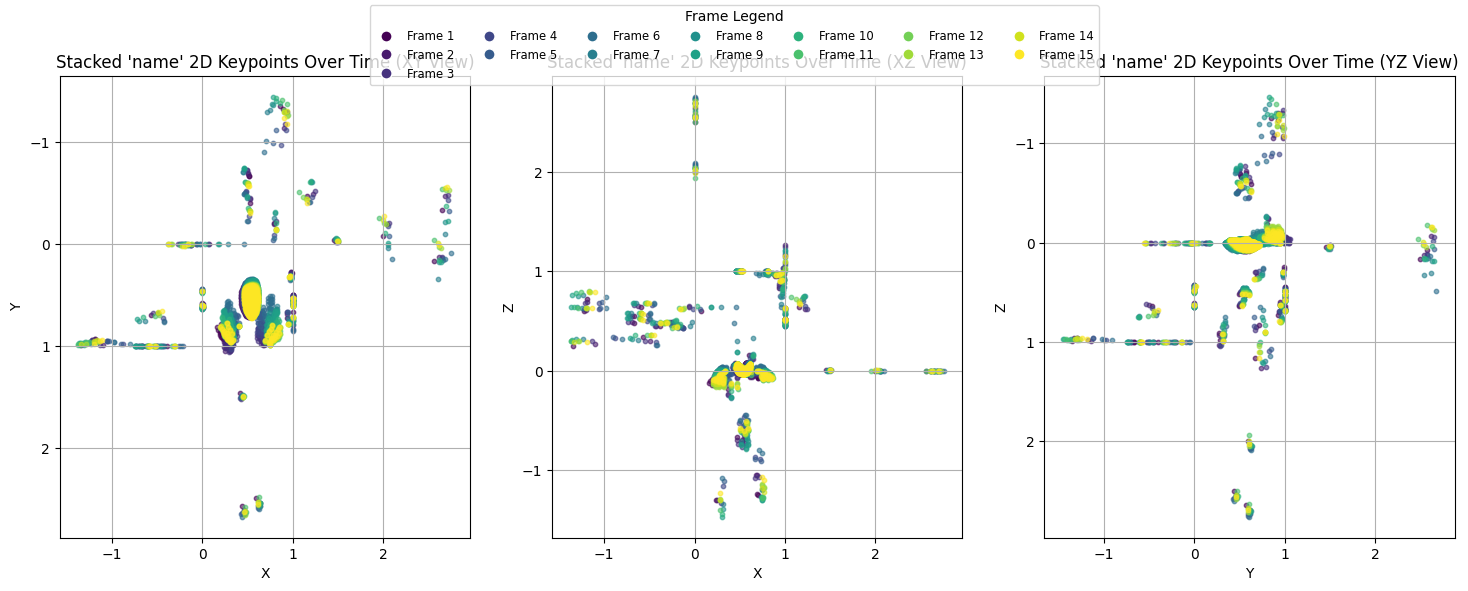 Frame Legend
Frame 1 Frame 4 Frame 6 Frame 8 Frame 10 Frame 12 Frame 14
Frame 2 Frame 5 Frame 7 Frame 9 Frame 11 Frame 13 Frame 15
Frame 3
Stacked 'name' 2D Keypoints Over Time (XY View)
Y
−1
0
1
2
−1 0 1 2
X
Stacked 'name' 2D Keypoints Over Time (XZ View)
Z
2
1
0
−1
−1 0 1 2
X
Stacked 'name' 2D Keypoints Over Time (YZ View)
Z
−1
0
1
2
−1 0 1 2
Y